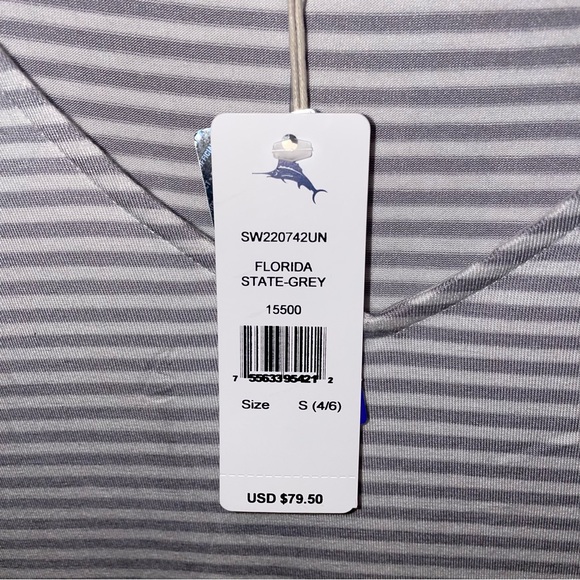 SW220742UN
FLORIDA
STATE-GREY
15500
7 55633 95421 2
Size S (4/6)
USD $79.50